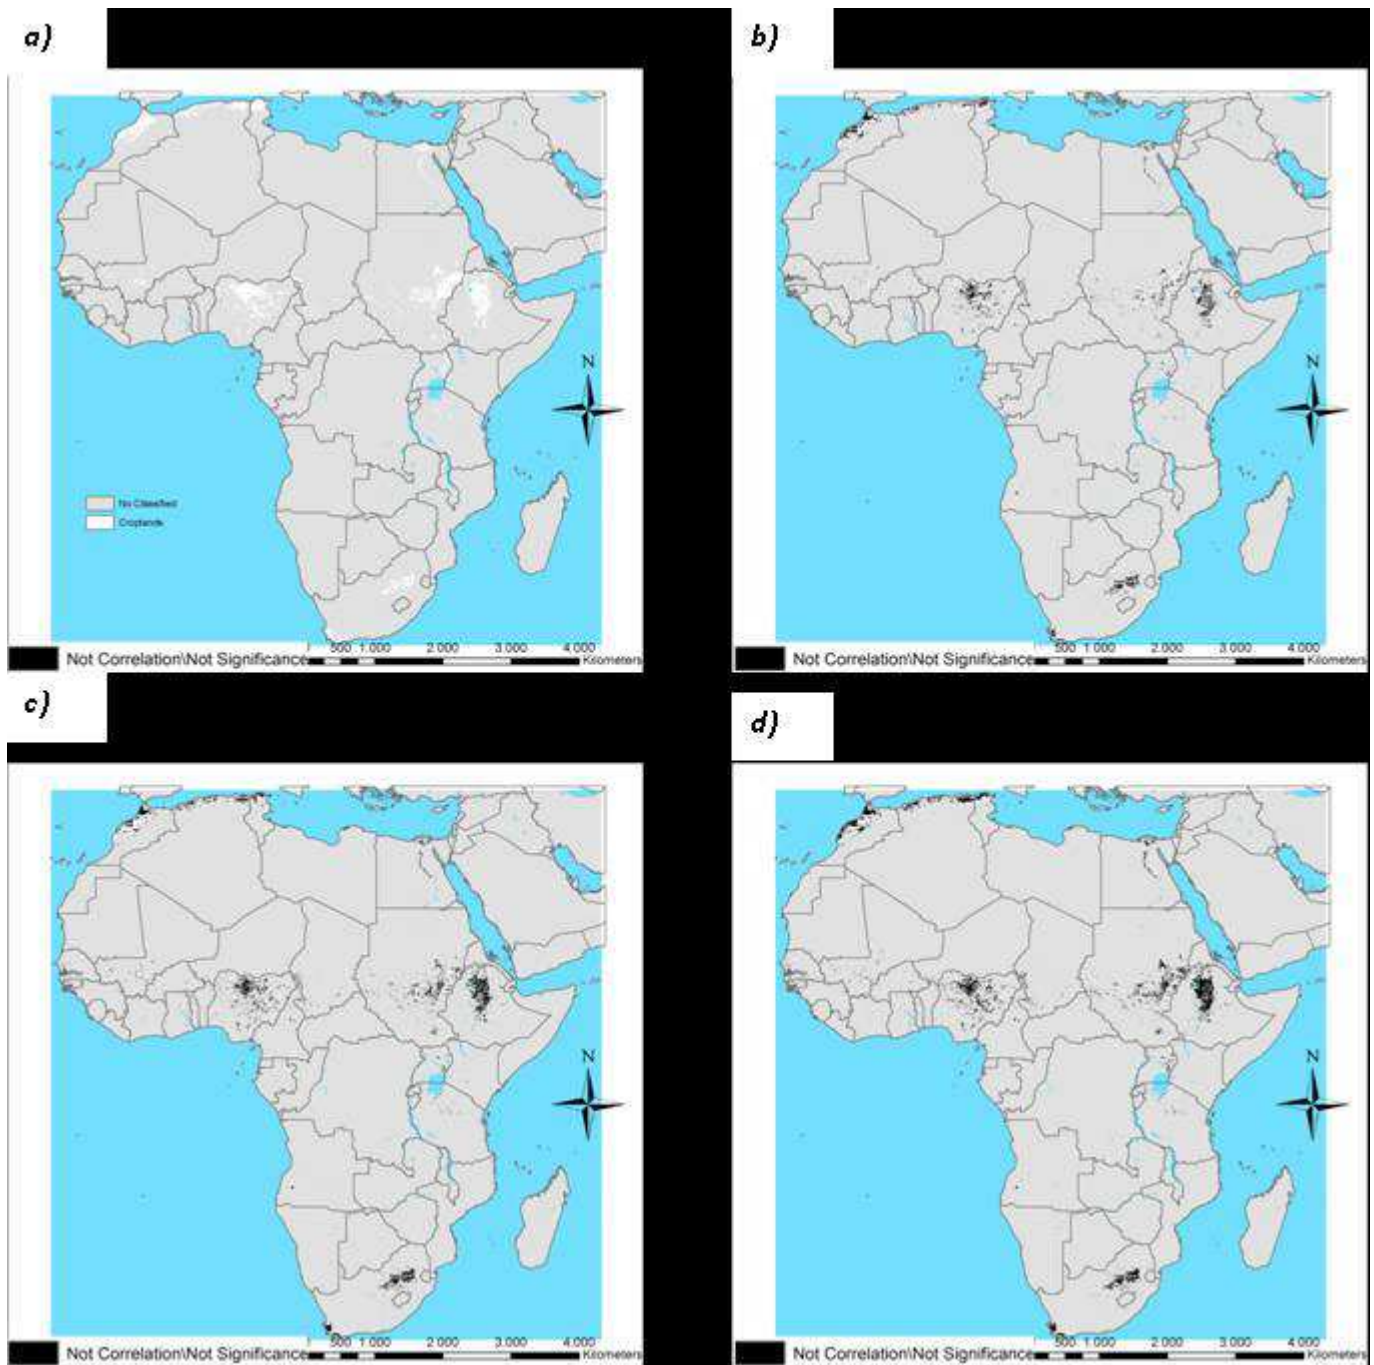 a)
N
No Classified
Croplands
500 1 000 2 000 3 000 4 000
Not Correlation\Not Significance Kilometers
b)
N
500 1 000 2 000 3 000 4 000
Not Correlation\Not Significance Kilometers
c)
N
500 1 000 2 000 3 000 4 000
Not Correlation\Not Significance Kilometers
d)
N
500 1 000 2 000 3 000 4 000
Not Correlation\Not Significance Kilometers